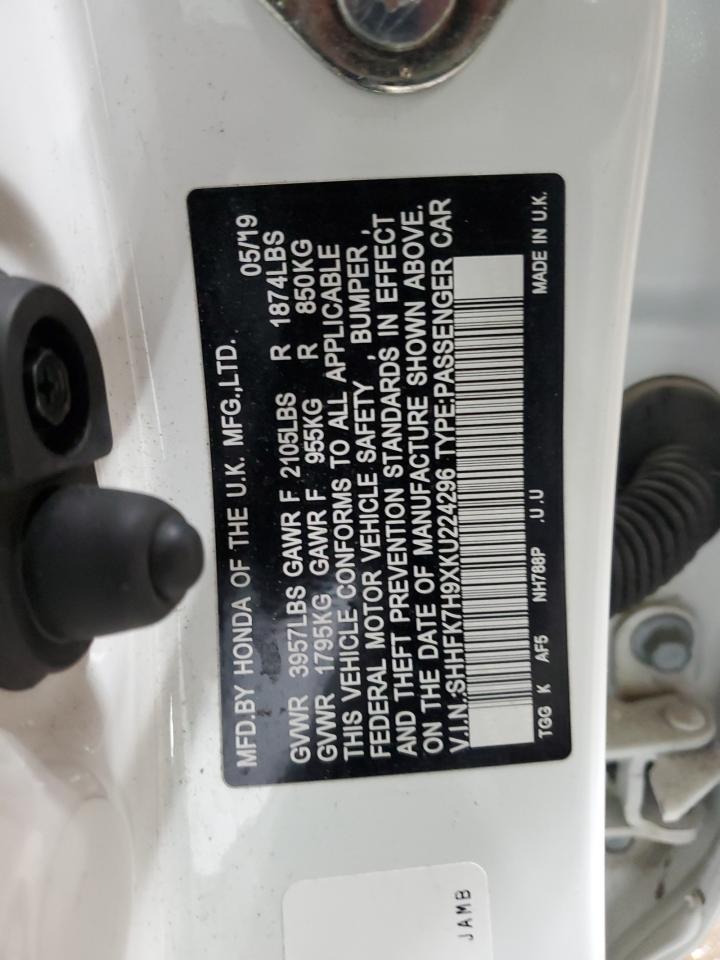 MFD.BY HONDA OF THE U.K. MFG.,LTD. 05/19
GVWR 3957LBS GAWR F 2105LBS R 1874LBS
GVWR 1795KG GAWR F 955KG R 850KG
THIS VEHICLE CONFORMS TO ALL APPLICABLE
FEDERAL MOTOR VEHICLE SAFETY , BUMPER ,
AND THEFT PREVENTION STANDARDS IN EFFECT
ON THE DATE OF MANUFACTURE SHOWN ABOVE.
V.I.N.:SHHFK7H9XKU224296 TYPE:PASSENGER CAR
TGG K AF5 NH788P .U .U MADE IN U.K.
JAMB